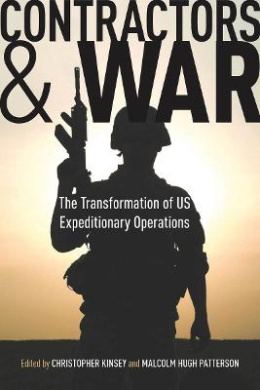 CONTRACTORS
& WAR
The Transformation of US
Expeditionary Operations
Edited by CHRISTOPHER KINSEY and MALCOLM HUGH PATTERSON